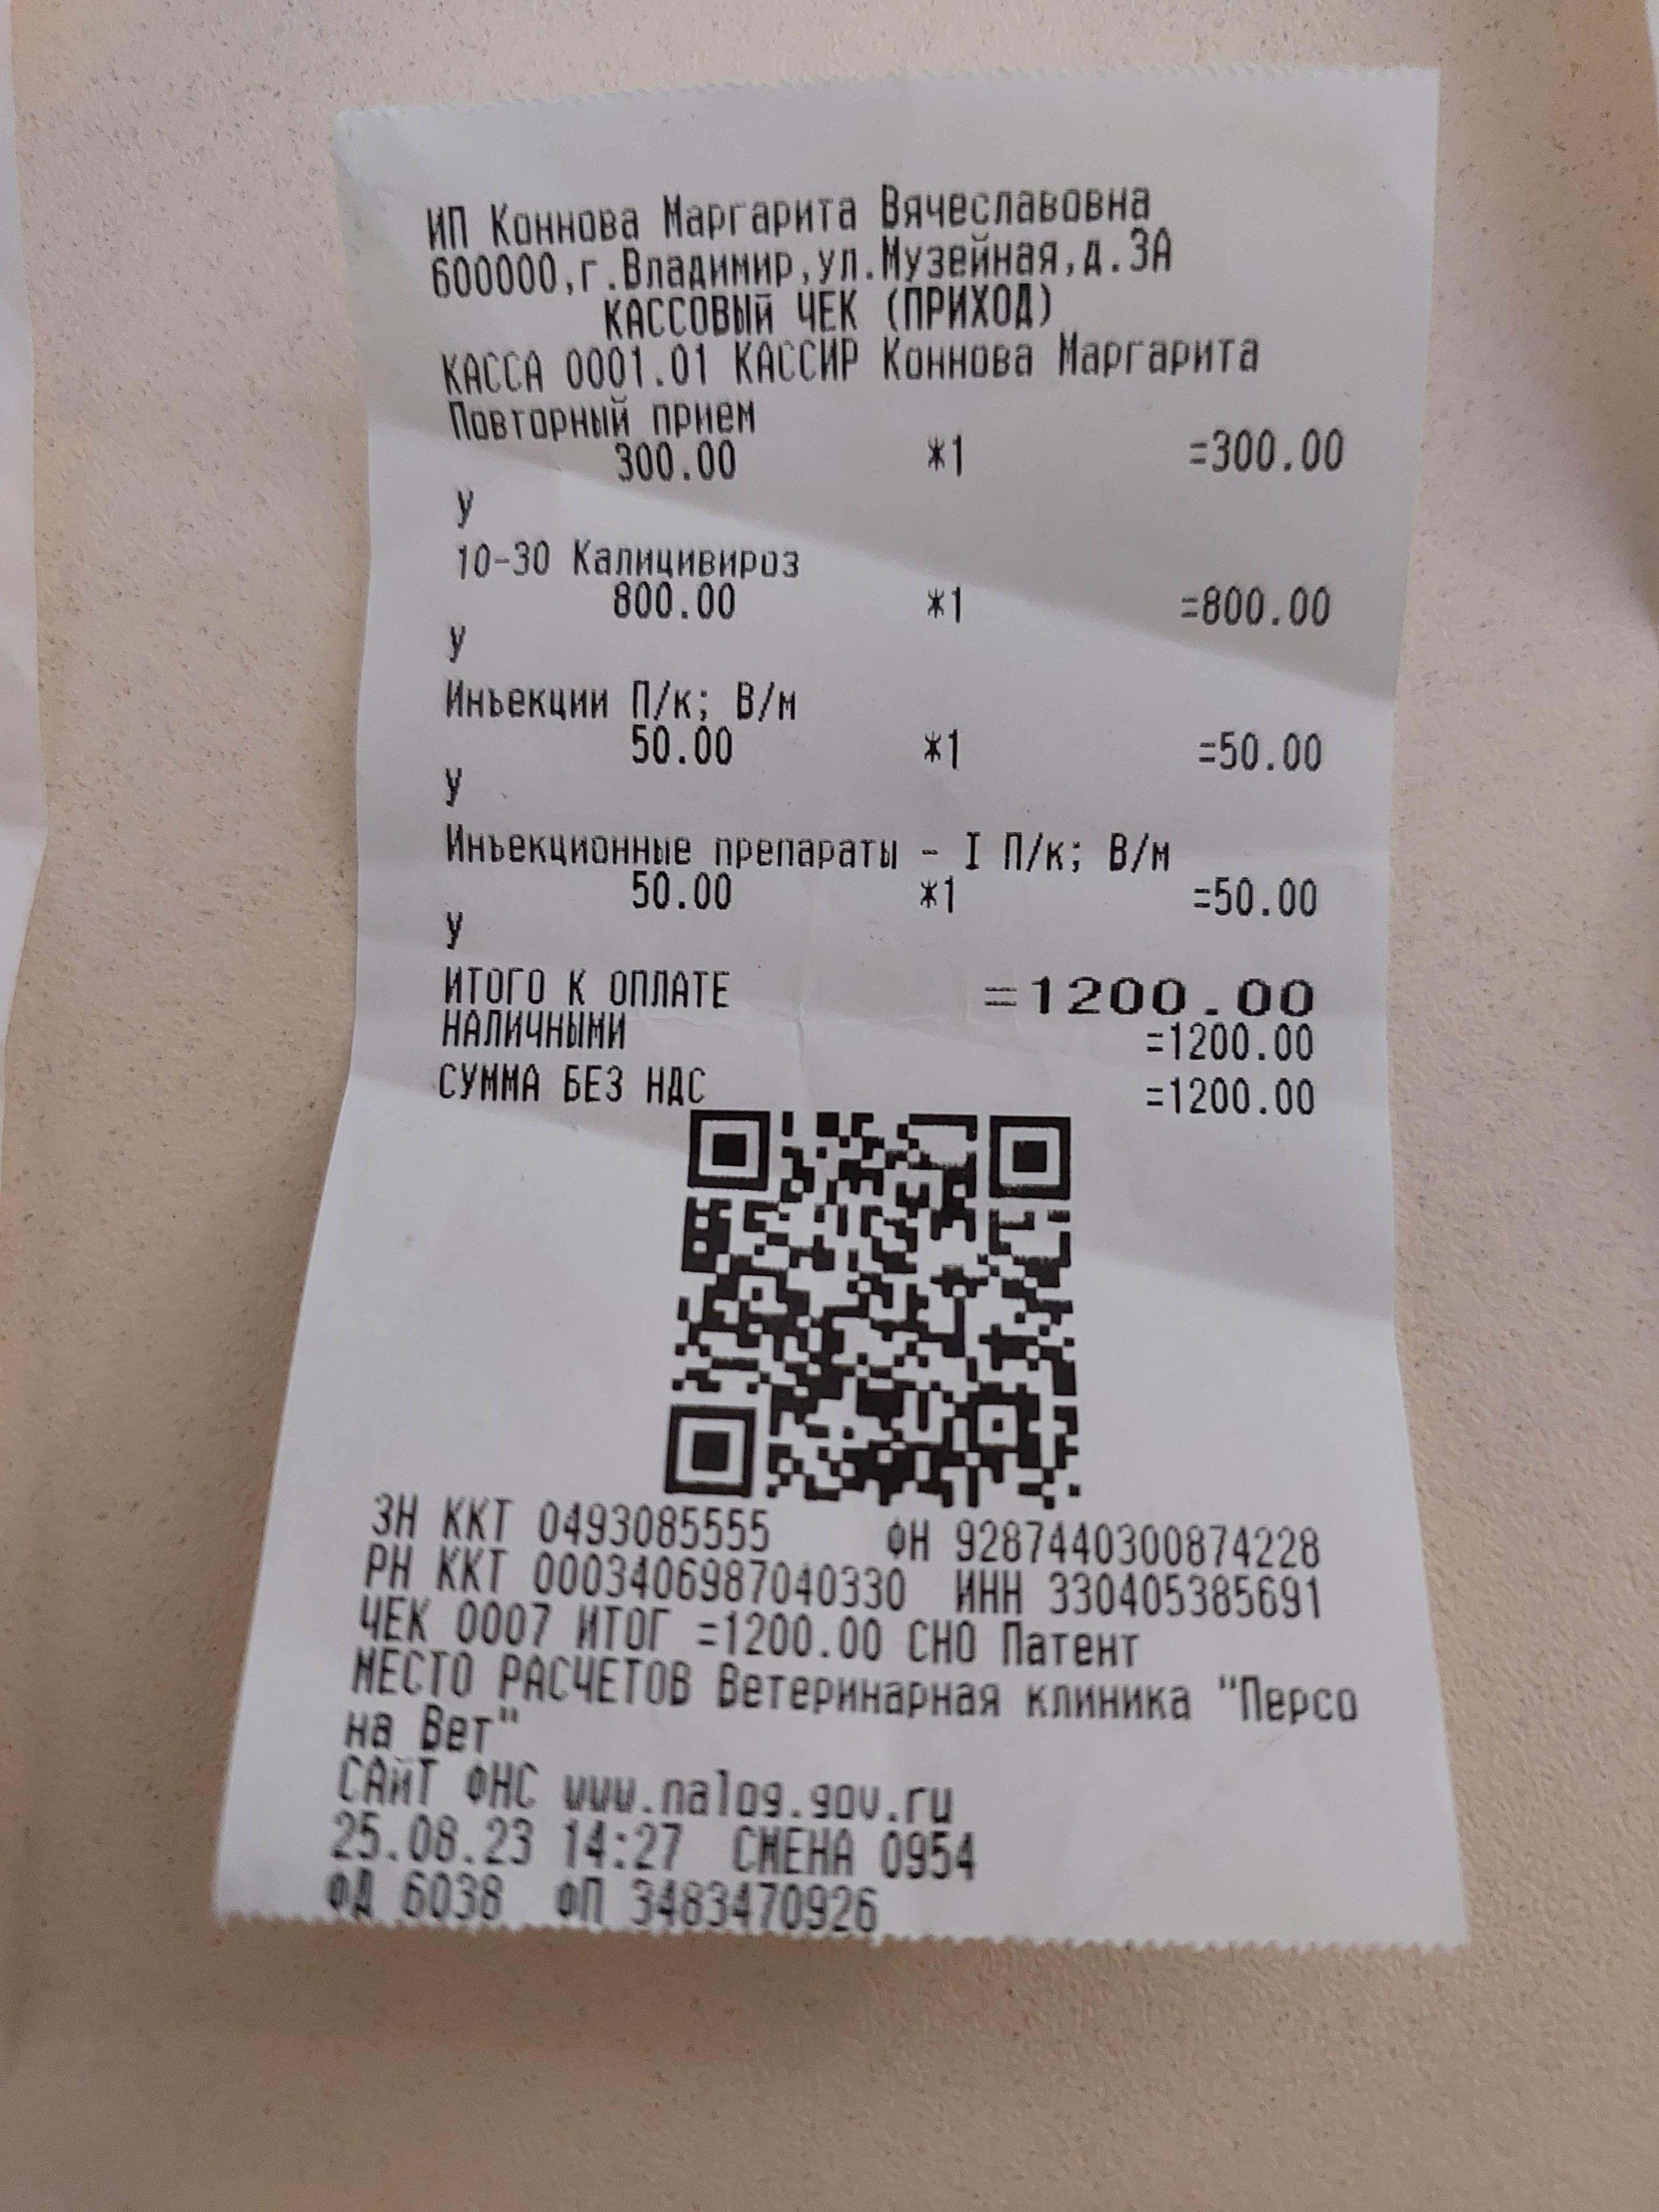 ИП Коннова Маргарита Вячеславовна
600000,г.Владимир,ул.Музейная,д.3А
КАССОВЫЙ ЧЕК (ПРИХОД)
КАССА 0001.01 КАССИР Коннова Маргарита
Повторный прием
300.00 *1 =300.00
У
10-30 Калицивироз
800.00 *1 =800.00
У
Инъекции П/к; В/м
50.00 *1 =50.00
У
Инъекционные препараты - I П/к; В/м
50.00 *1 =50.00
У
ИТОГО К ОПЛАТЕ =1200.00
НАЛИЧНЫМИ =1200.00
СУММА БЕЗ НДС =1200.00
ЗН ККТ 0493085555 ФН 9287440300874228
РН ККТ 0003406987040330 ИНН 330405385691
ЧЕК 0007 ИТОГ =1200.00 СНО Патент
МЕСТО РАСЧЕТОВ Ветеринарная клиника "Персо
на Вет"
САЙТ ФНС www.nalog.gov.ru
25.08.23 14:27 СМЕНА 0954
ФД 6038 ФП 3483470926